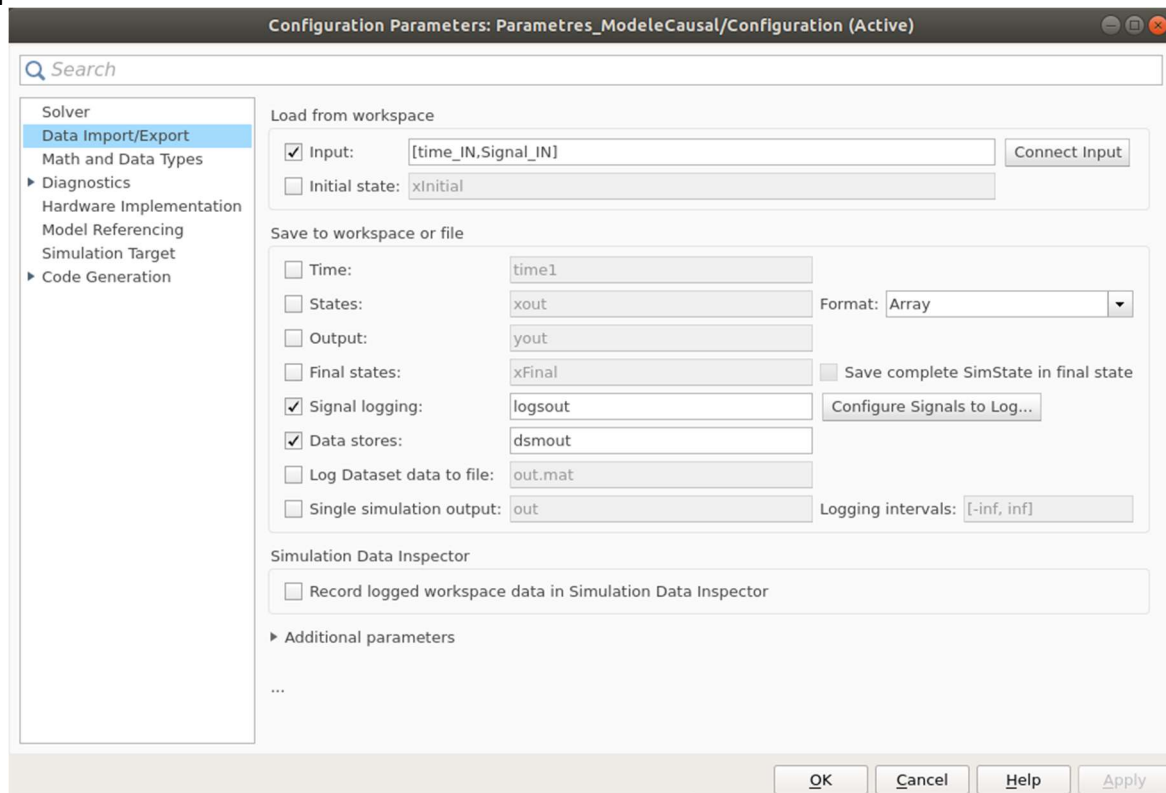 Configuration Parameters: Parametres_ModeleCausal/Configuration (Active)
Search
Solver
Data Import/Export
Math and Data Types
Diagnostics
Hardware Implementation
Model Referencing
Simulation Target
Code Generation
Load from workspace
Input: [time_IN,Signal_IN] Connect Input
Initial state: xInitial
Save to workspace or file
Time: time1
States: xout Format: Array
Output: yout
Final states: xFinal Save complete SimState in final state
Signal logging: logsout Configure Signals to Log...
Data stores: dsmout
Log Dataset data to file: out.mat
Single simulation output: out Logging intervals: [-inf, inf]
Simulation Data Inspector
Record logged workspace data in Simulation Data Inspector
Additional parameters
...
OK Cancel Help Apply